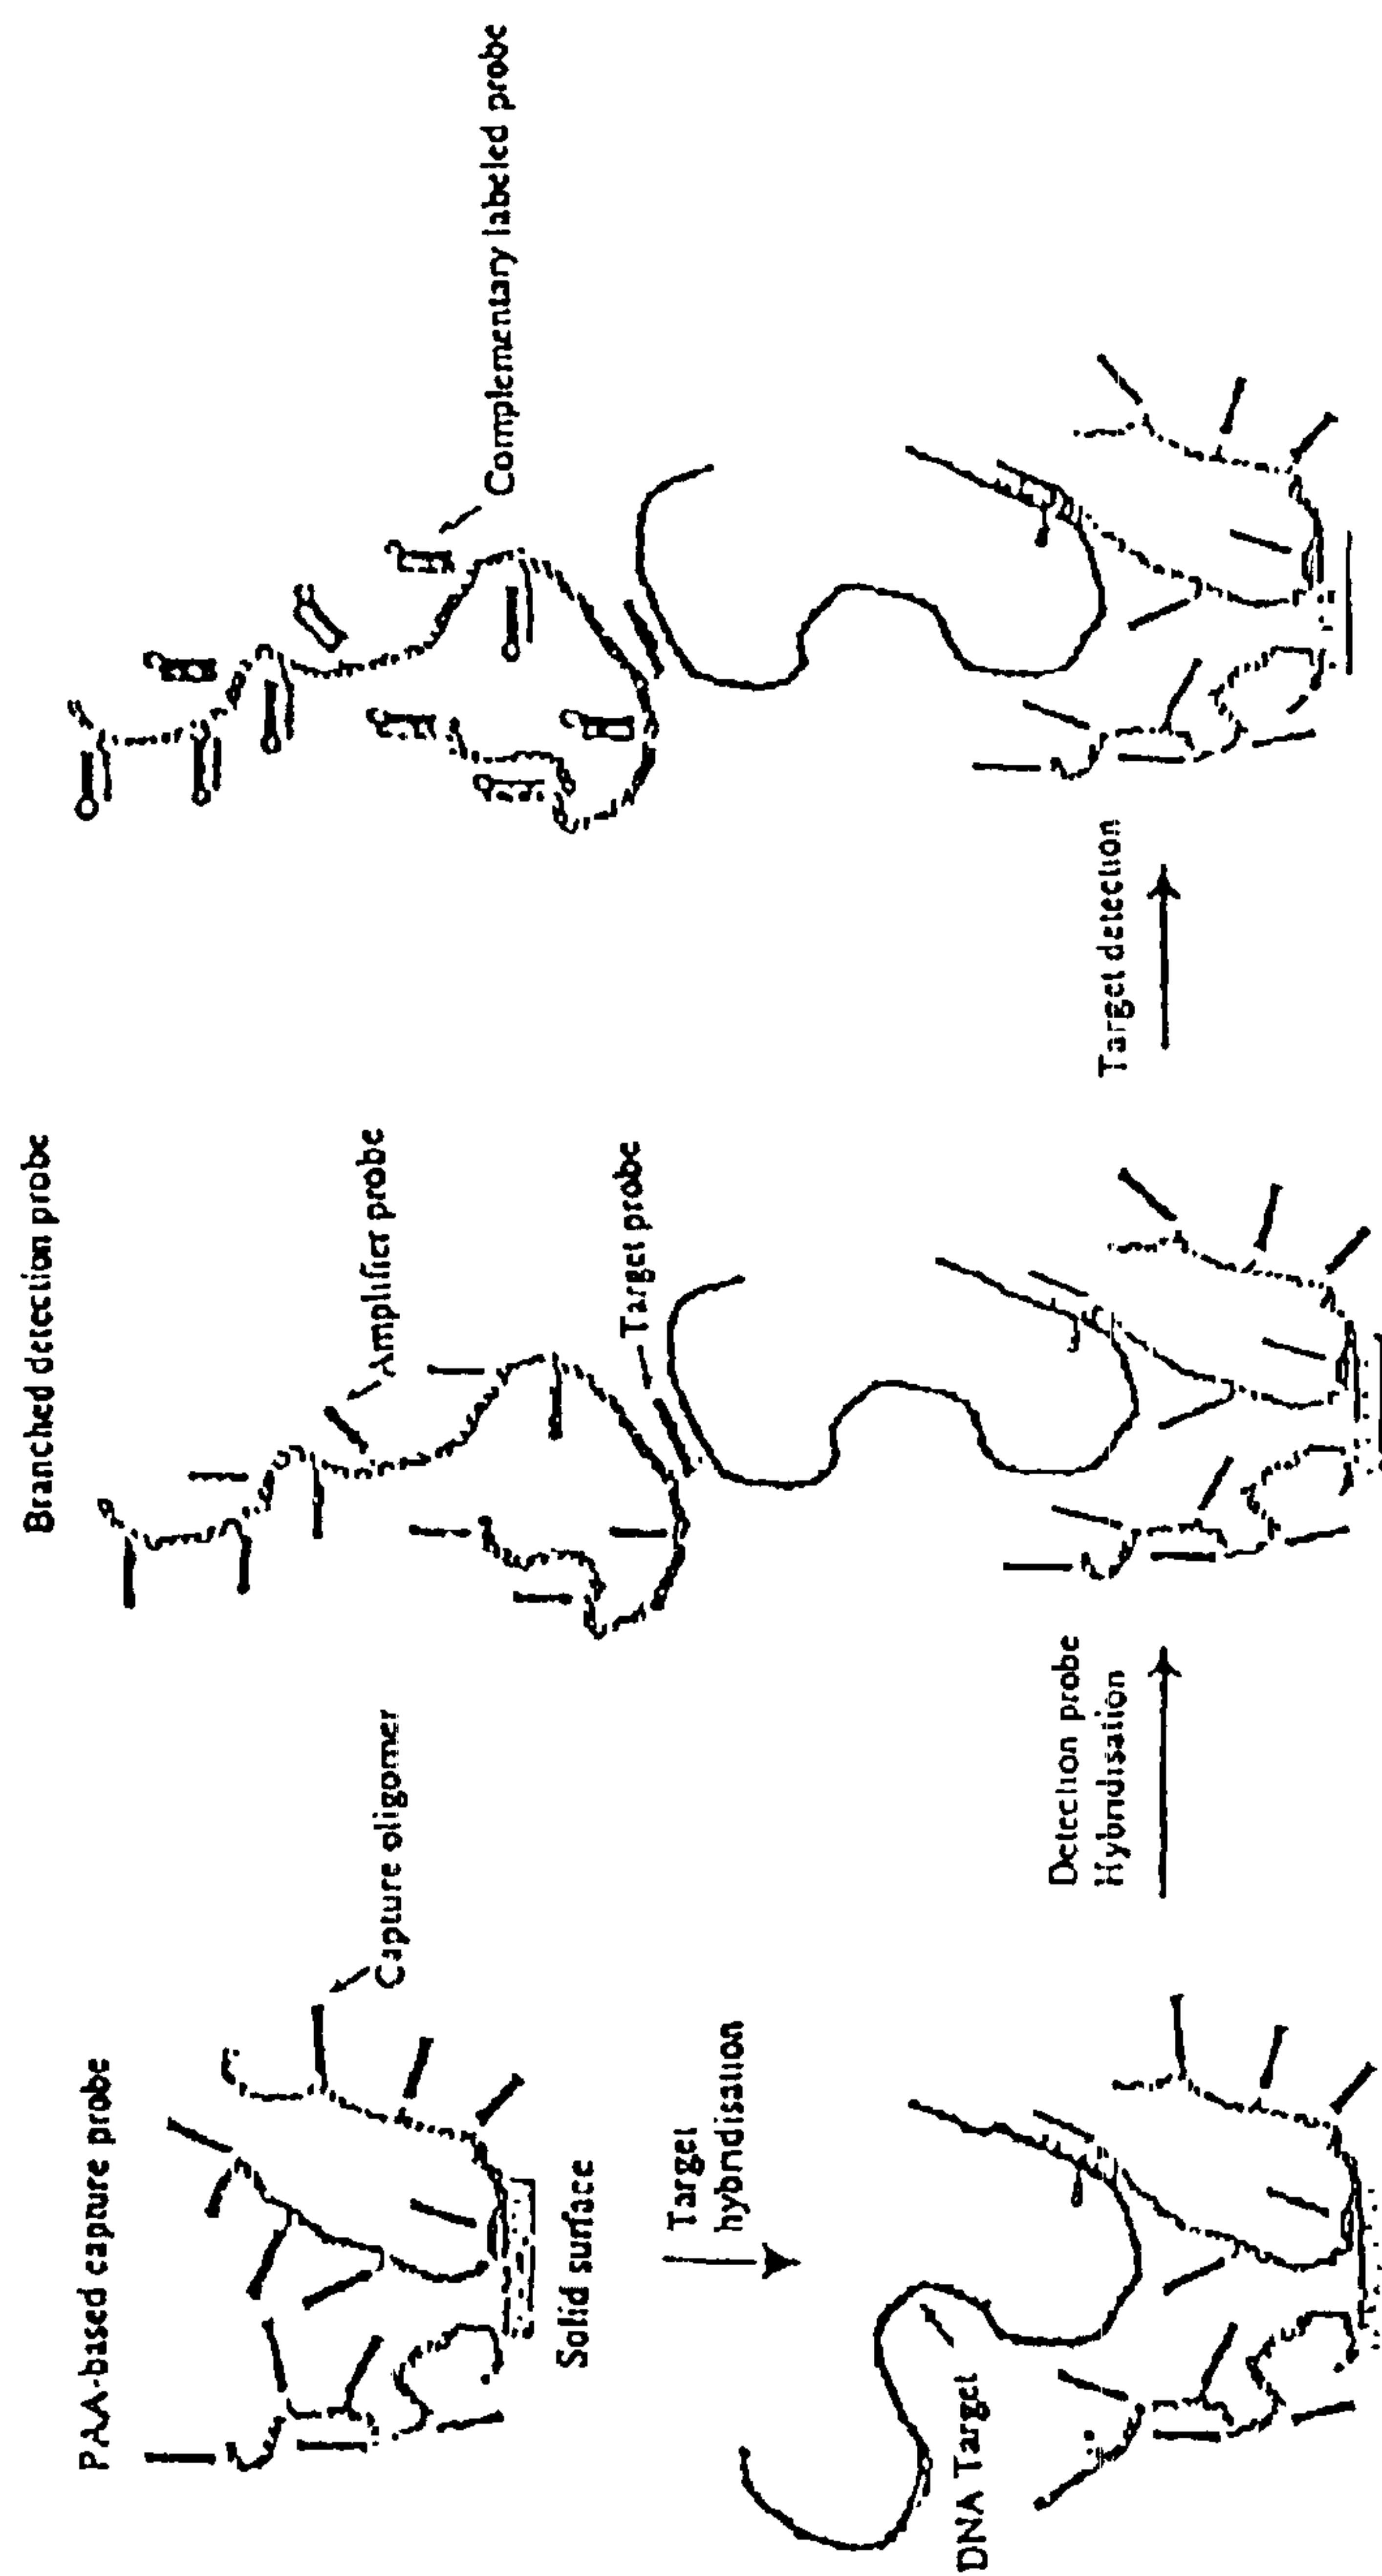 PAA-based capture probe
Capture oligomer
Solid surface
Target
hybridisation
DNA Target
Detection probe
Hybridisation
Branched detection probe
Amplifier probe
Target probe
Target detection
Complementary labeled probe